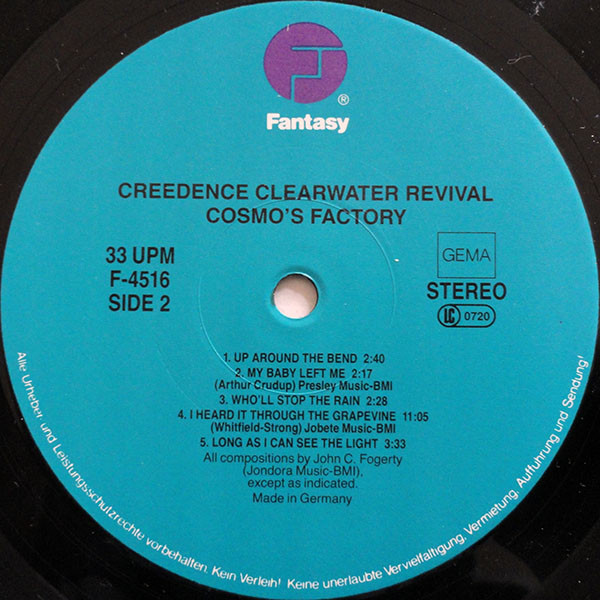 ®
Fantasy
CREEDENCE CLEARWATER REVIVAL
COSMO'S FACTORY
33 UPM
F-4516
SIDE 2
GEMA
STEREO
LC 0720
1. UP AROUND THE BEND 2:40
2. MY BABY LEFT ME 2:17
(Arthur Crudup) Presley Music-BMI
3. WHO'LL STOP THE RAIN 2:28
4. I HEARD IT THROUGH THE GRAPEVINE 11:05
(Whitfield-Strong) Jobete Music-BMI
5. LONG AS I CAN SEE THE LIGHT 3:33
All compositions by John C. Fogerty
(Jondora Music-BMI)
except as indicated.
Made in Germany
Alle Urheber und Leistungsschutzrechte vorbehalten. Kein Verleih! Keine unerlaubte Vervielfältigung, Vermietung, Aufführung und Sendung!